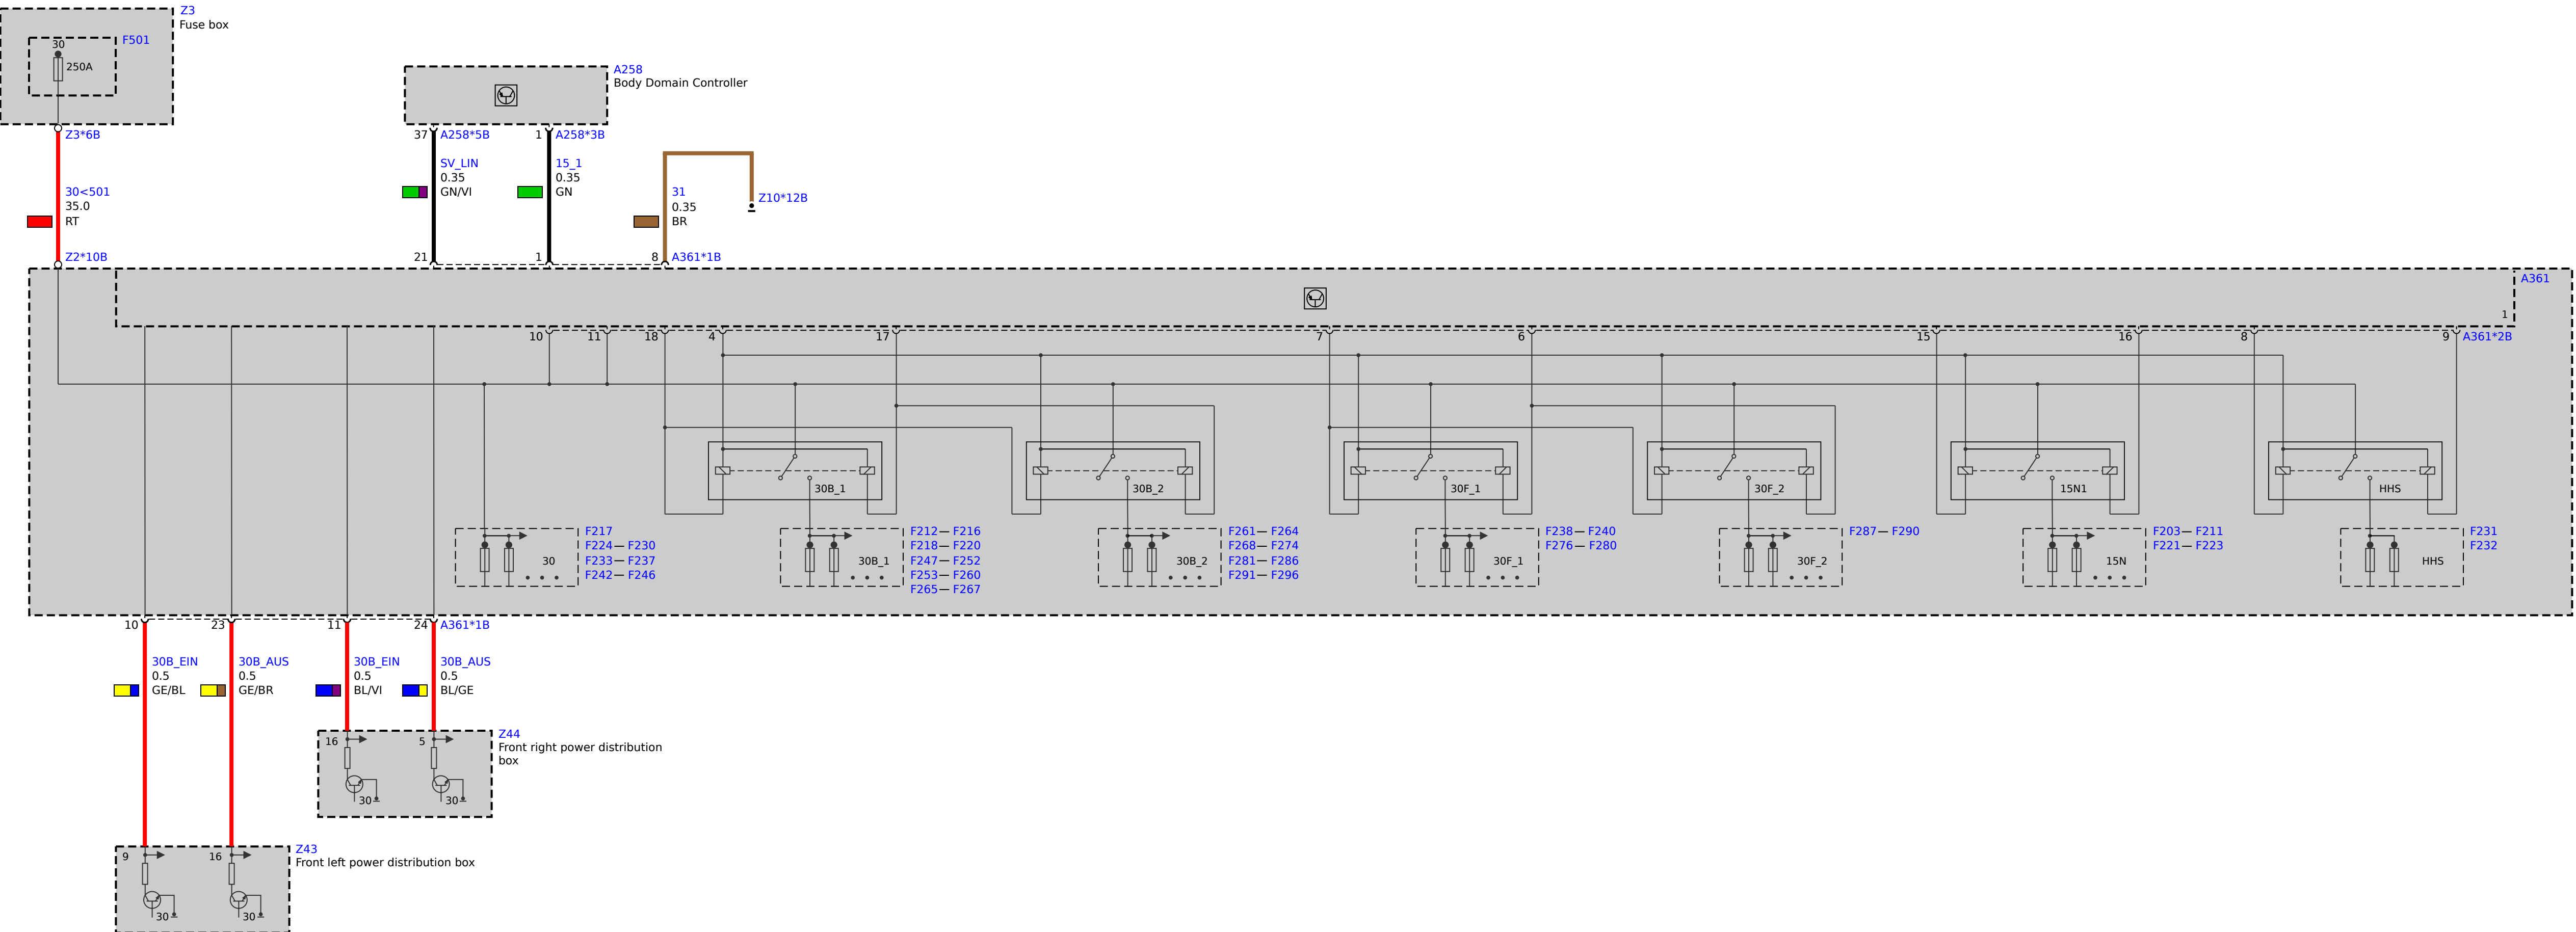 Z3
Fuse box
30
F501
250A
A258
Body Domain Controller
Z3*6B
37
A258*5B
1
A258*3B
SV_LIN
0.35
GN/VI
15_1
0.35
GN
30<501
35.0
RT
31
0.35
BR
Z10*12B
Z2*10B
21
1
8
A361*1B
A361
1
10
11
18
4
17
7
6
15
16
8
9
A361*2B
30B_1
30B_2
30F_1
30F_2
15N1
HHS
30
F217
F224— F230
F233— F237
F242— F246
30B_1
F212— F216
F218— F220
F247— F252
F253— F260
F265— F267
30B_2
F261— F264
F268— F274
F281— F286
F291— F296
30F_1
F238— F240
F276— F280
30F_2
F287— F290
15N
F203— F211
F221— F223
HHS
F231
F232
10
23
11
24
A361*1B
30B_EIN
0.5
GE/BL
30B_AUS
0.5
GE/BR
30B_EIN
0.5
BL/VI
30B_AUS
0.5
BL/GE
16
5
30
30
Z44
Front right power distribution
box
9
16
30
30
Z43
Front left power distribution box